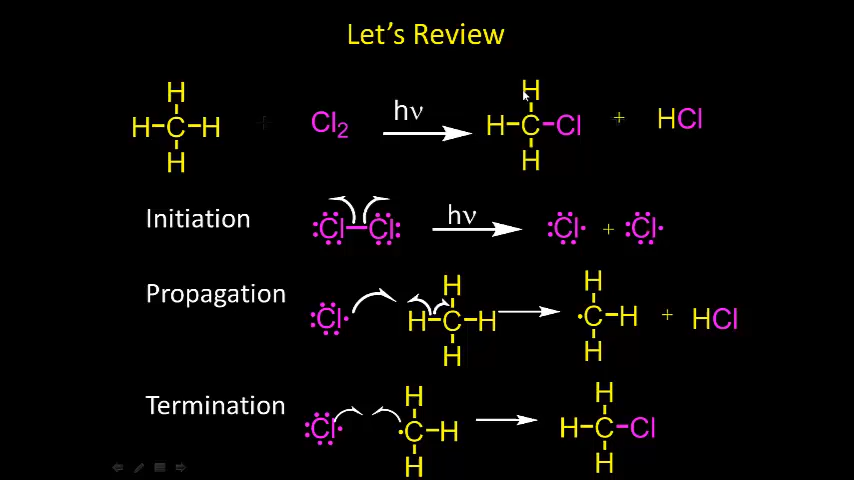 Let's Review
H
H C H + Cl2 hν H C Cl + HCl
H H
Initiation :Cl—Cl: hν :Cl· + :Cl·
H H
Propagation :Cl· H C H ·C H + HCl
H H
H H
Termination :Cl· ·C H H C Cl
H H